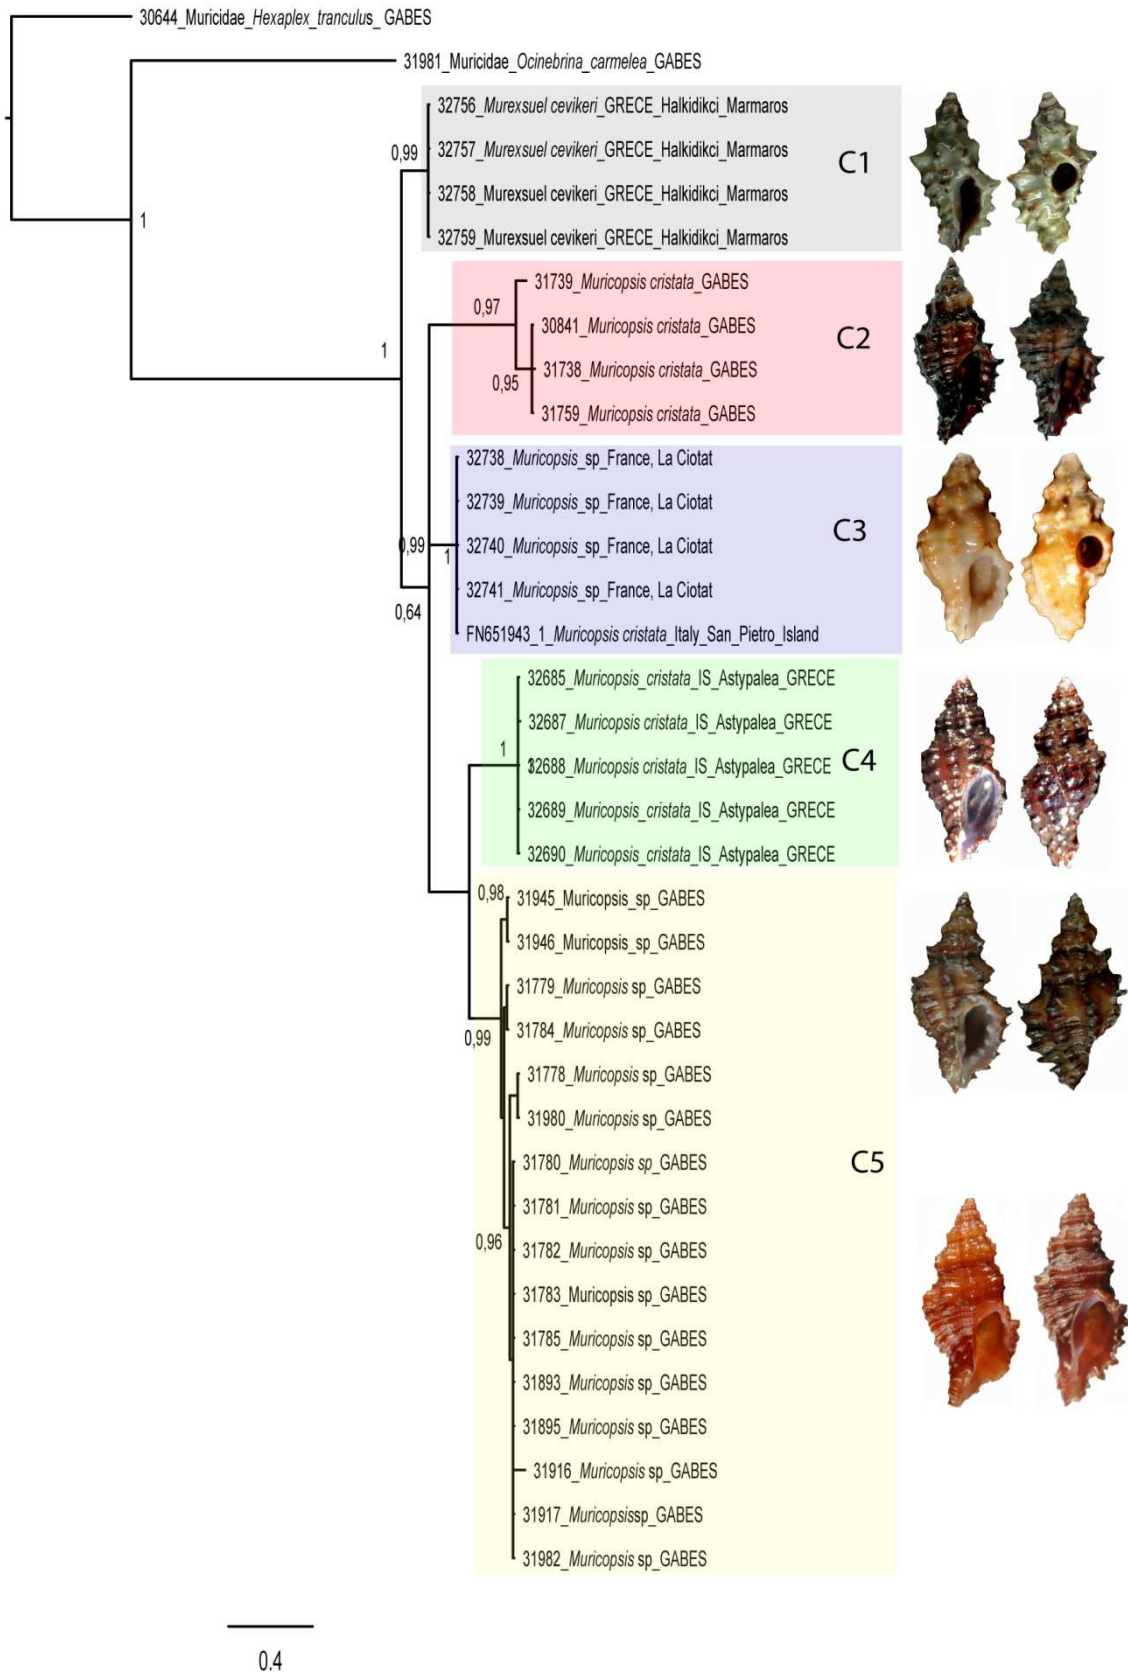 30644_Muricidae_Hexaplex_tranculus_GABES
31981_Muricidae_Ocinebrina_carmelea_GABES
32756_Murexsuel cevikeri_GRECE_Halkidikci_Marmaros
0,99
32757_Murexsuel cevikeri_GRECE_Halkidikci_Marmaros
C1
32758_Murexsuel cevikeri_GRECE_Halkidikci_Marmaros
1
32759_Murexsuel cevikeri_GRECE_Halkidikci_Marmaros
31739_Muricopsis cristata_GABES
0,97
30841_Muricopsis cristata_GABES
C2
1
31738_Muricopsis cristata_GABES
0,95
31759_Muricopsis cristata_GABES
32738_Muricopsis_sp_France, La Ciotat
32739_Muricopsis_sp_France, La Ciotat
C3
0,99
32740_Muricopsis_sp_France, La Ciotat
1
32741_Muricopsis_sp_France, La Ciotat
0,64
FN651943_1_Muricopsis cristata_Italy_San_Pietro_Island
32685_Muricopsis_cristata_IS_Astypalea_GRECE
32687_Muricopsis cristata_IS_Astypalea_GRECE
1
32688_Muricopsis cristata_IS_Astypalea_GRECE
C4
32689_Muricopsis cristata_IS_Astypalea_GRECE
32690_Muricopsis_cristata_IS_Astypalea_GRECE
0,98
31945_Muricopsis_sp_GABES
31946_Muricopsis_sp_GABES
31779_Muricopsis sp_GABES
31784_Muricopsis sp_GABES
0,99
31778_Muricopsis sp_GABES
31980_Muricopsis sp_GABES
31780_Muricopsis sp_GABES
C5
31781_Muricopsis sp_GABES
0,96
31782_Muricopsis sp_GABES
31783_Muricopsis sp_GABES
31785_Muricopsis sp_GABES
31893_Muricopsis sp_GABES
31895_Muricopsis sp_GABES
31916_Muricopsis sp_GABES
31917_Muricopsissp_GABES
31982_Muricopsis sp_GABES
0.4